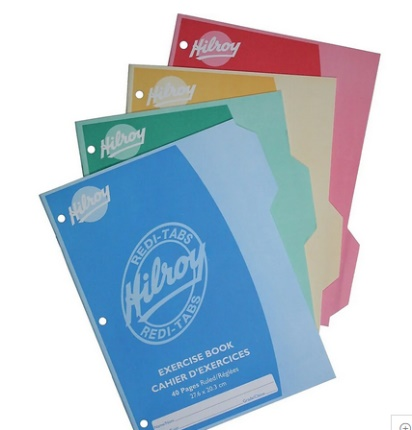 Hilroy
Hilroy
Hilroy
Hilroy
REDI-TABS
Hilroy
REDI-TABS
EXERCISE BOOK
CAHIER D'EXERCICES
40 Pages Ruled/Réglées
27.6 x 20.3 cm